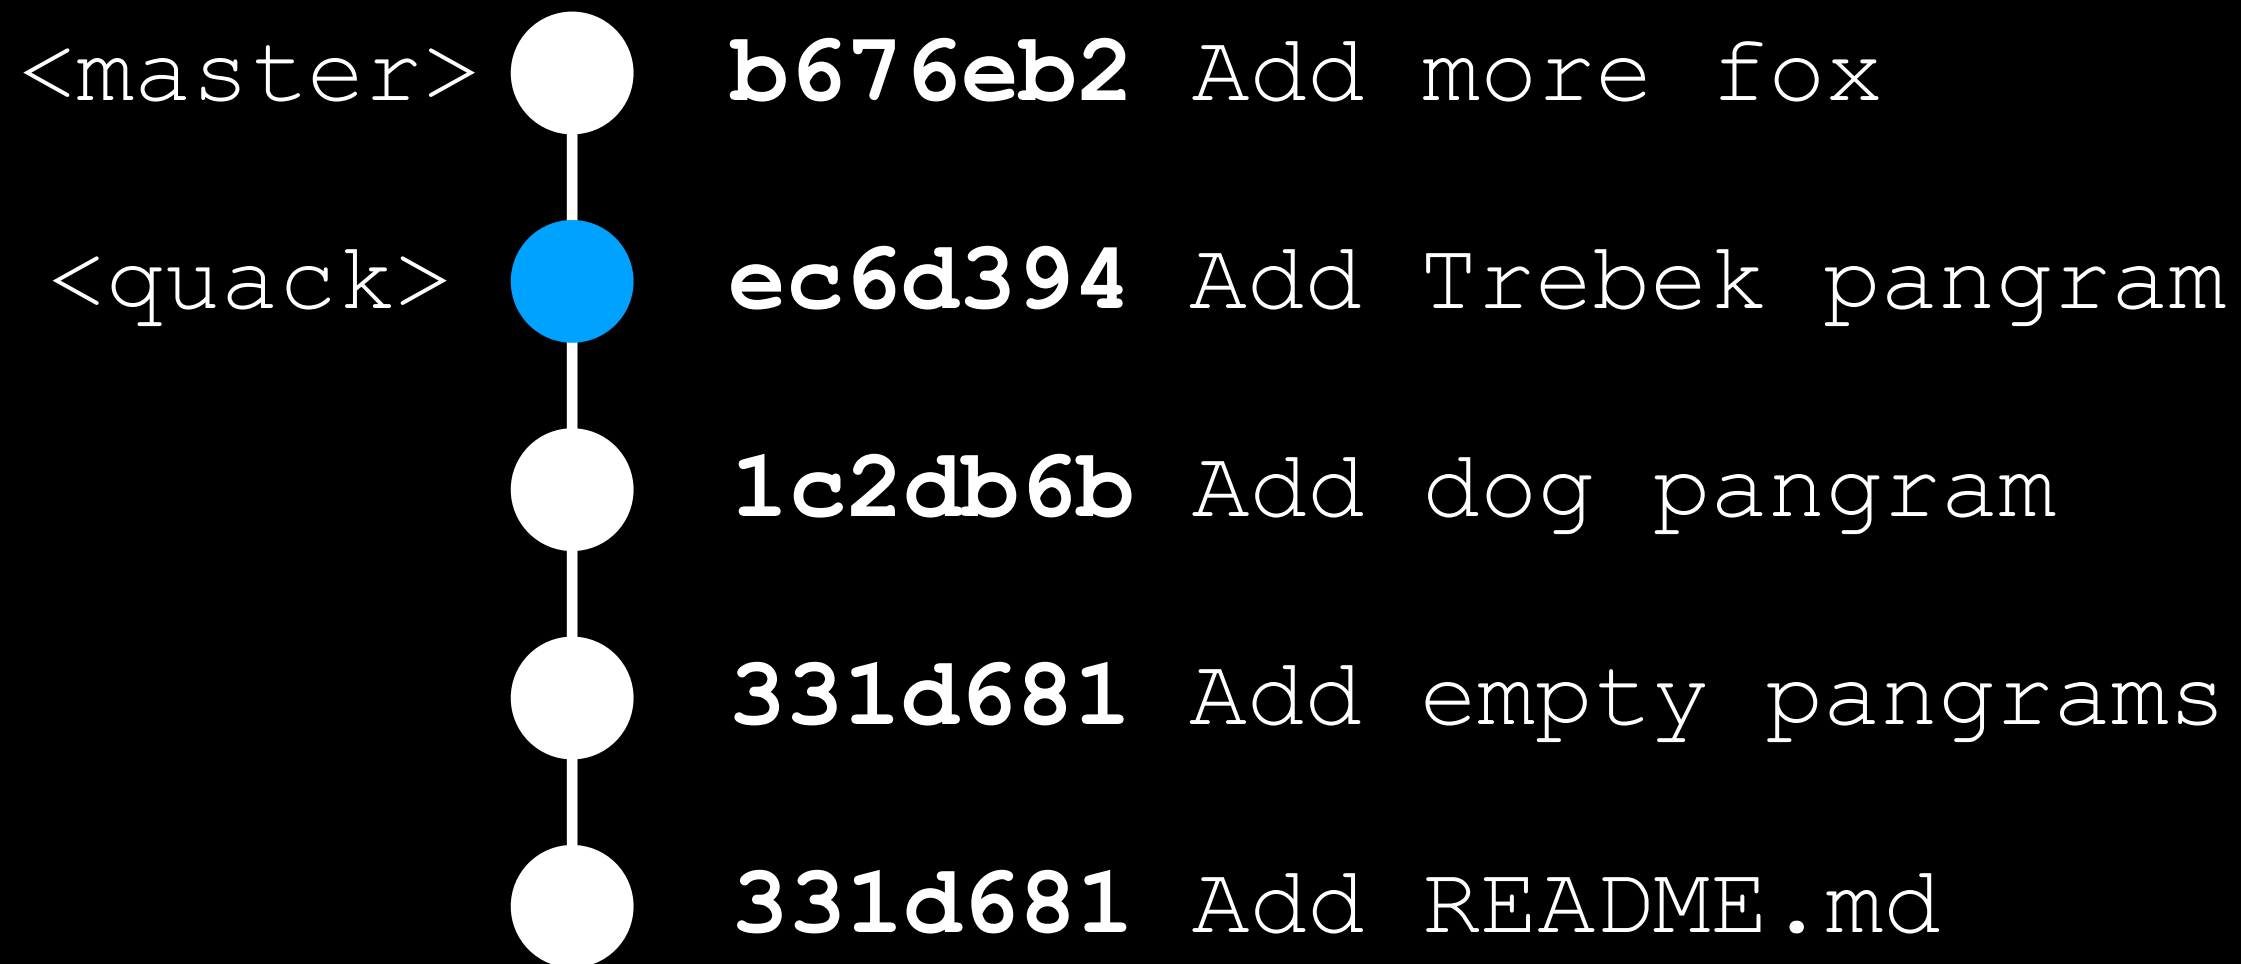 <master> b676eb2 Add more fox
<quack> ec6d394 Add Trebek pangram
1c2db6b Add dog pangram
331d681 Add empty pangrams
331d681 Add README.md